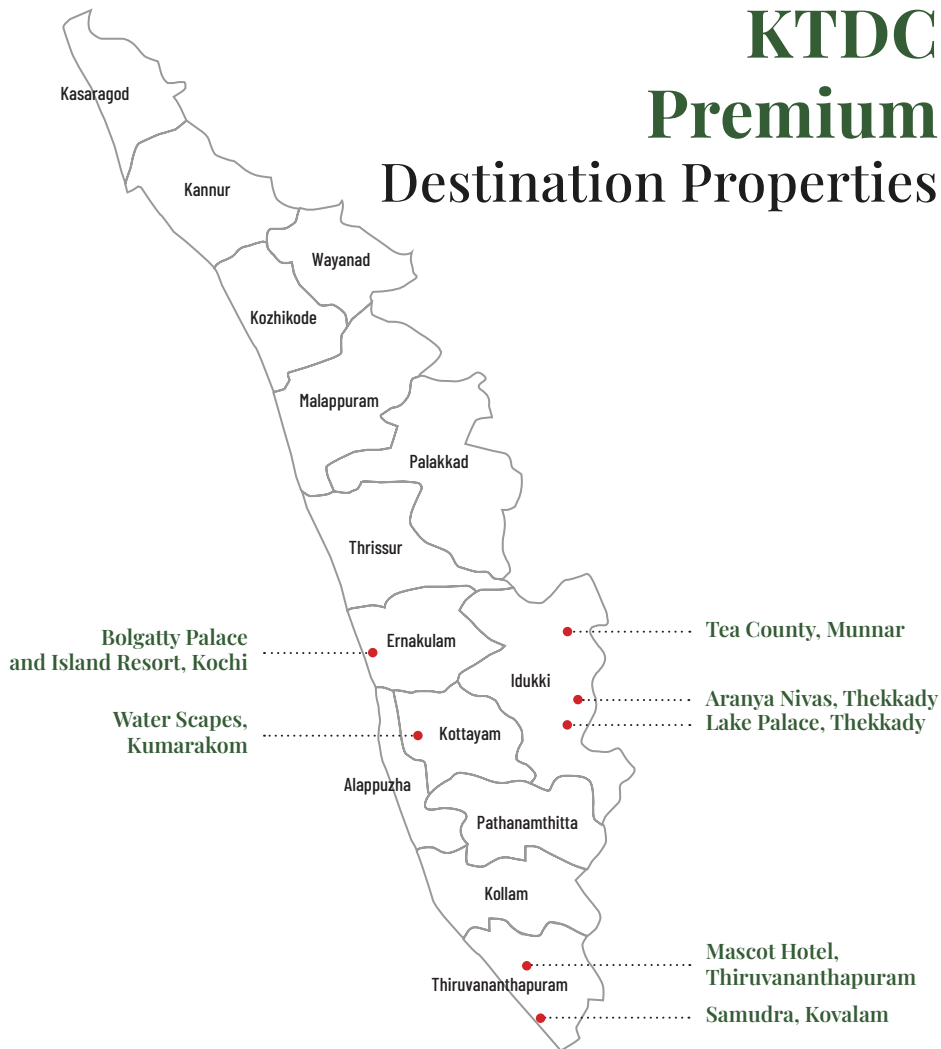 KTDC
Premium
Destination Properties
Kasaragod
Kannur
Wayanad
Kozhikode
Malappuram
Palakkad
Thrissur
Ernakulam
Idukki
Kottayam
Alappuzha
Pathanamthitta
Kollam
Thiruvananthapuram
Bolgatty Palace
and Island Resort, Kochi
Water Scapes,
Kumarakom
Tea County, Munnar
Aranya Nivas, Thekkady
Lake Palace, Thekkady
Mascot Hotel,
Thiruvananthapuram
Samudra, Kovalam